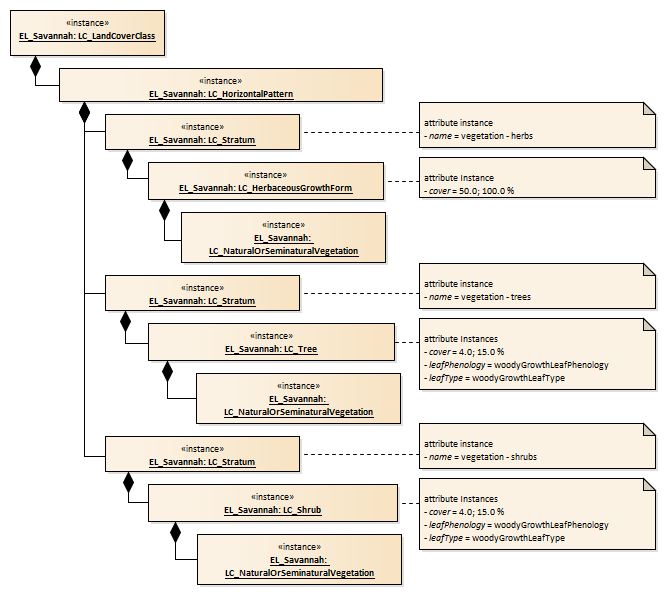 «instance»
EL_Savannah: LC_LandCoverClass
«instance»
EL_Savannah: LC_HorizontalPattern
«instance»
EL_Savannah: LC_Stratum
attribute instance
- name = vegetation - herbs
«instance»
EL_Savannah: LC_HerbaceousGrowthForm
attribute Instance
- cover = 50.0; 100.0 %
«instance»
EL_Savannah:
LC_NaturalOrSeminaturalVegetation
«instance»
EL_Savannah: LC_Stratum
attribute instance
- name = vegetation - trees
«instance»
EL_Savannah: LC_Tree
attribute Instances
- cover = 4.0; 15.0 %
- leafPhenology = woodyGrowthLeafPhenology
- leafType = woodyGrowthLeafType
«instance»
EL_Savannah:
LC_NaturalOrSeminaturalVegetation
«instance»
EL_Savannah: LC_Stratum
attribute instance
- name = vegetation - shrubs
«instance»
EL_Savannah: LC_Shrub
attribute Instances
- cover = 4.0; 15.0 %
- leafPhenology = woodyGrowthLeafPhenology
- leafType = woodyGrowthLeafType
«instance»
EL_Savannah:
LC_NaturalOrSeminaturalVegetation